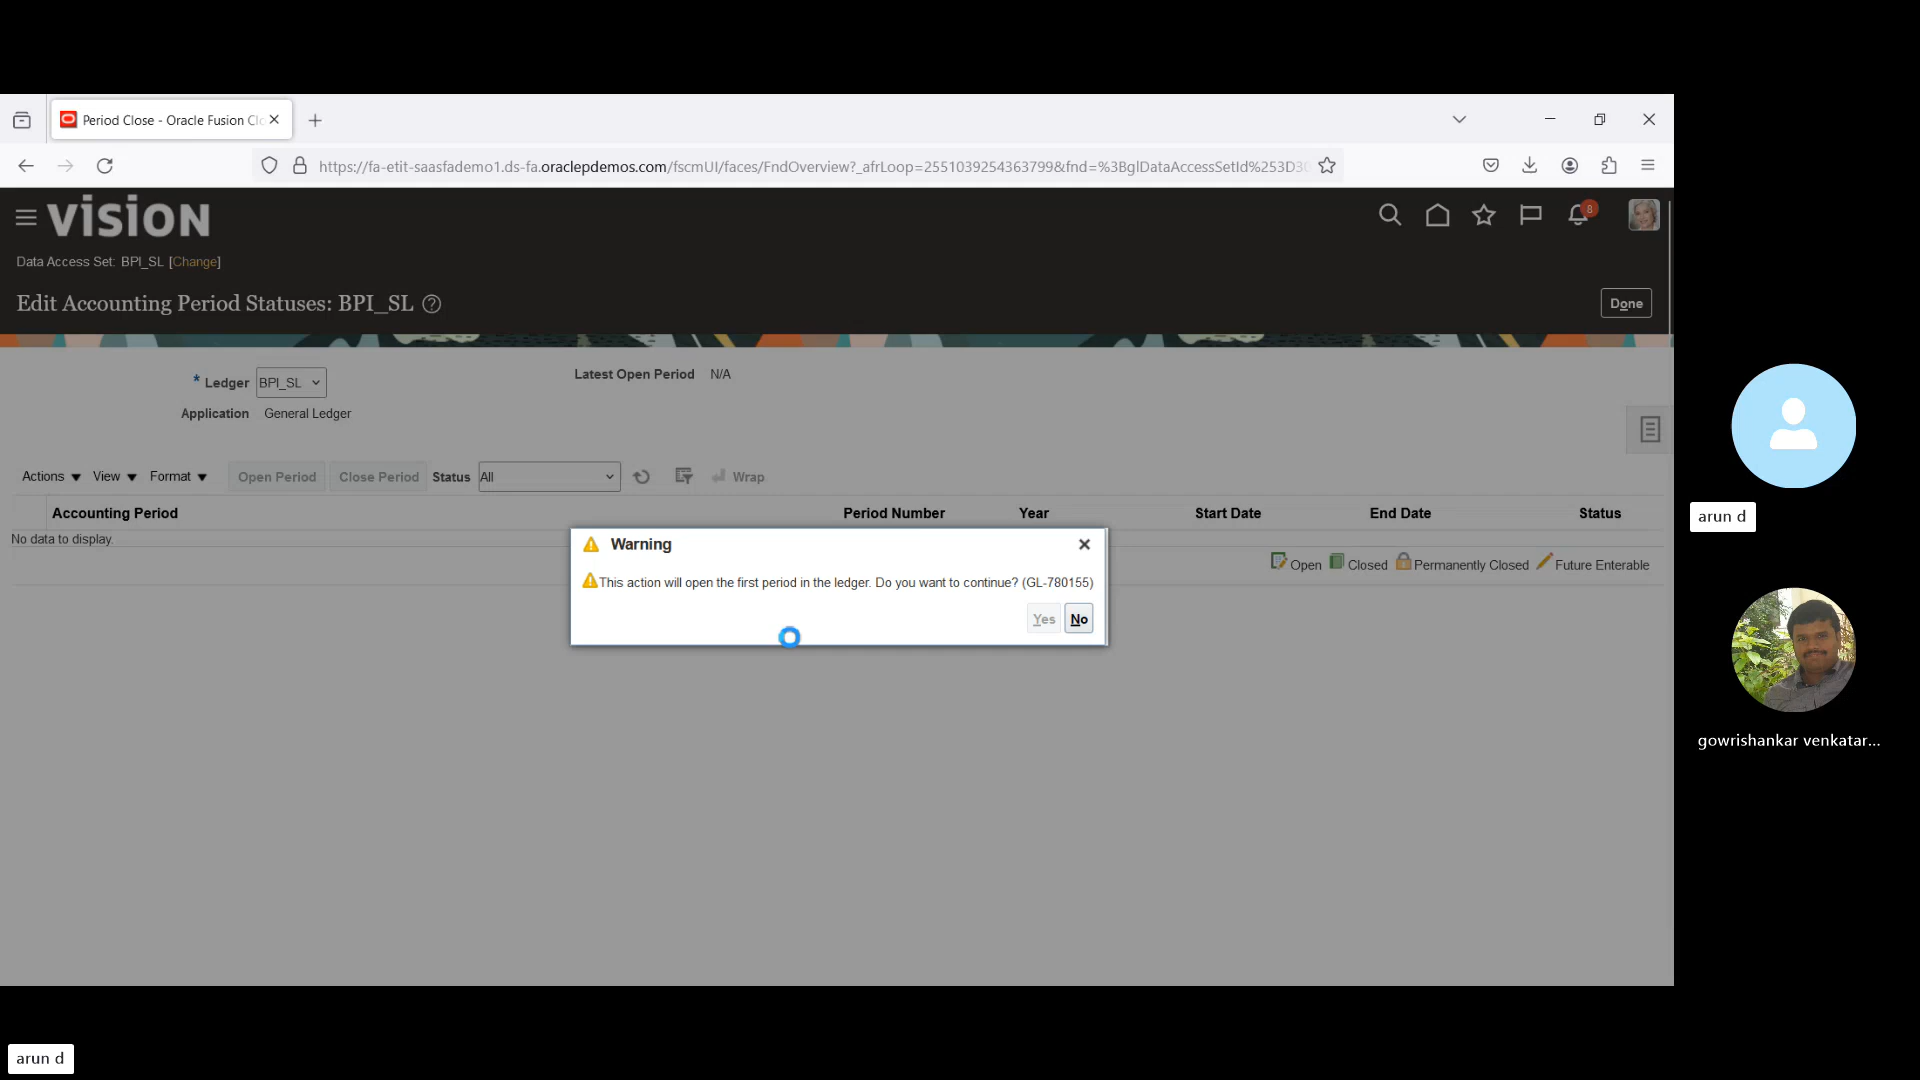 Period Close - Oracle Fusion Clo
https://fa-etit-saasfademo1.ds-fa.oraclepdemos.com/fscmUI/faces/FndOverview?_afrLoop=2551039254363799&fnd=%3BglDataAccessSetId%253D30
VISION
8
Data Access Set: BPI_SL [Change]
Edit Accounting Period Statuses: BPI_SL ?
Done
* Ledger BPI_SL
Latest Open Period N/A
Application General Ledger
Actions View Format Open Period Close Period Status All Wrap
Accounting Period Period Number Year Start Date End Date Status
No data to display.
Open Closed Permanently Closed Future Enterable
Warning
This action will open the first period in the ledger. Do you want to continue? (GL-780155)
Yes No
arun d
gowrishankar venkatar...
arun d